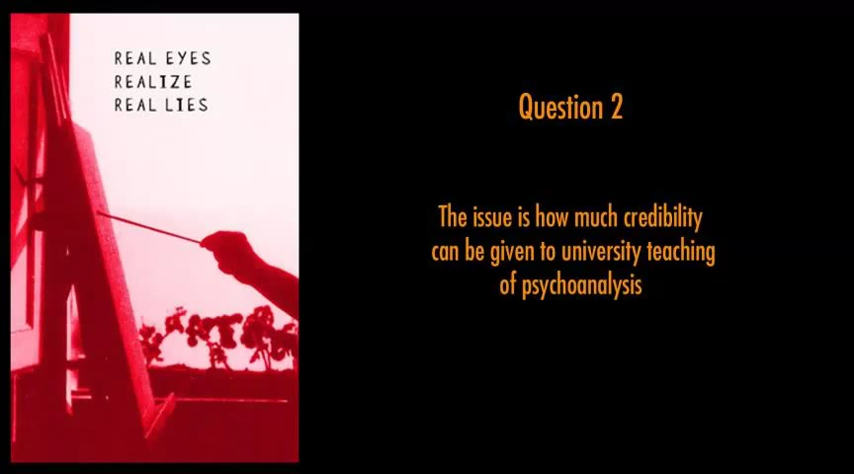 REAL EYES
REALIZE
REAL LIES
Question 2
The issue is how much credibility
can be given to university teaching
of psychoanalysis